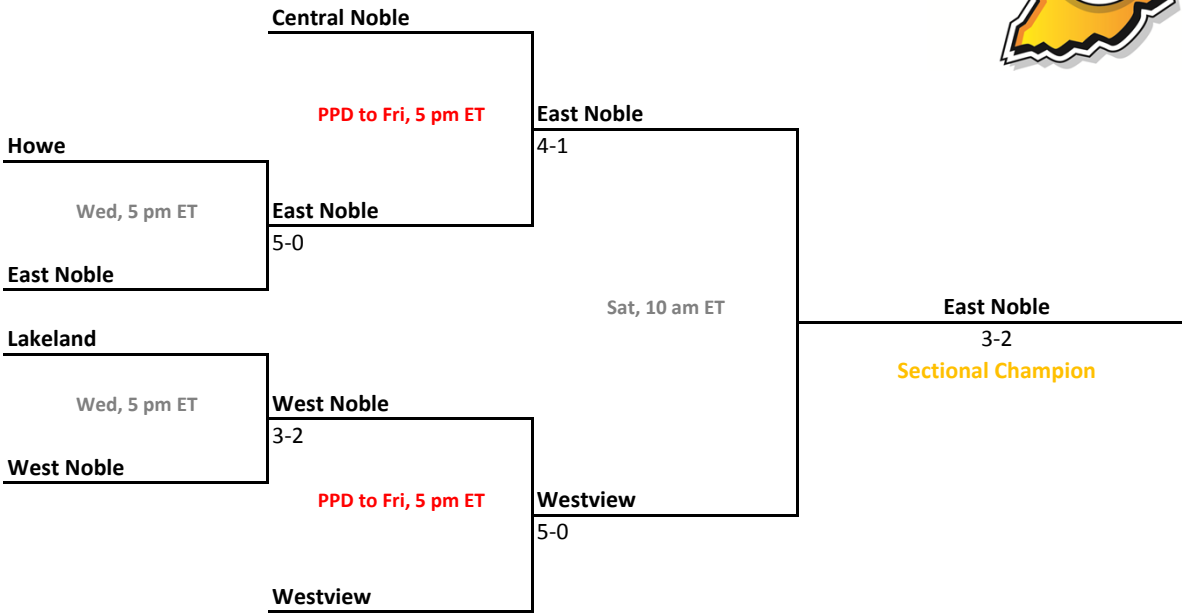 Central Noble
PPD to Fri, 5 pm ET
East Noble
4-1
Howe
Wed, 5 pm ET
East Noble
5-0
East Noble
Sat, 10 am ET
East Noble
3-2
Sectional Champion
Lakeland
Wed, 5 pm ET
West Noble
3-2
West Noble
PPD to Fri, 5 pm ET
Westview
5-0
Westview